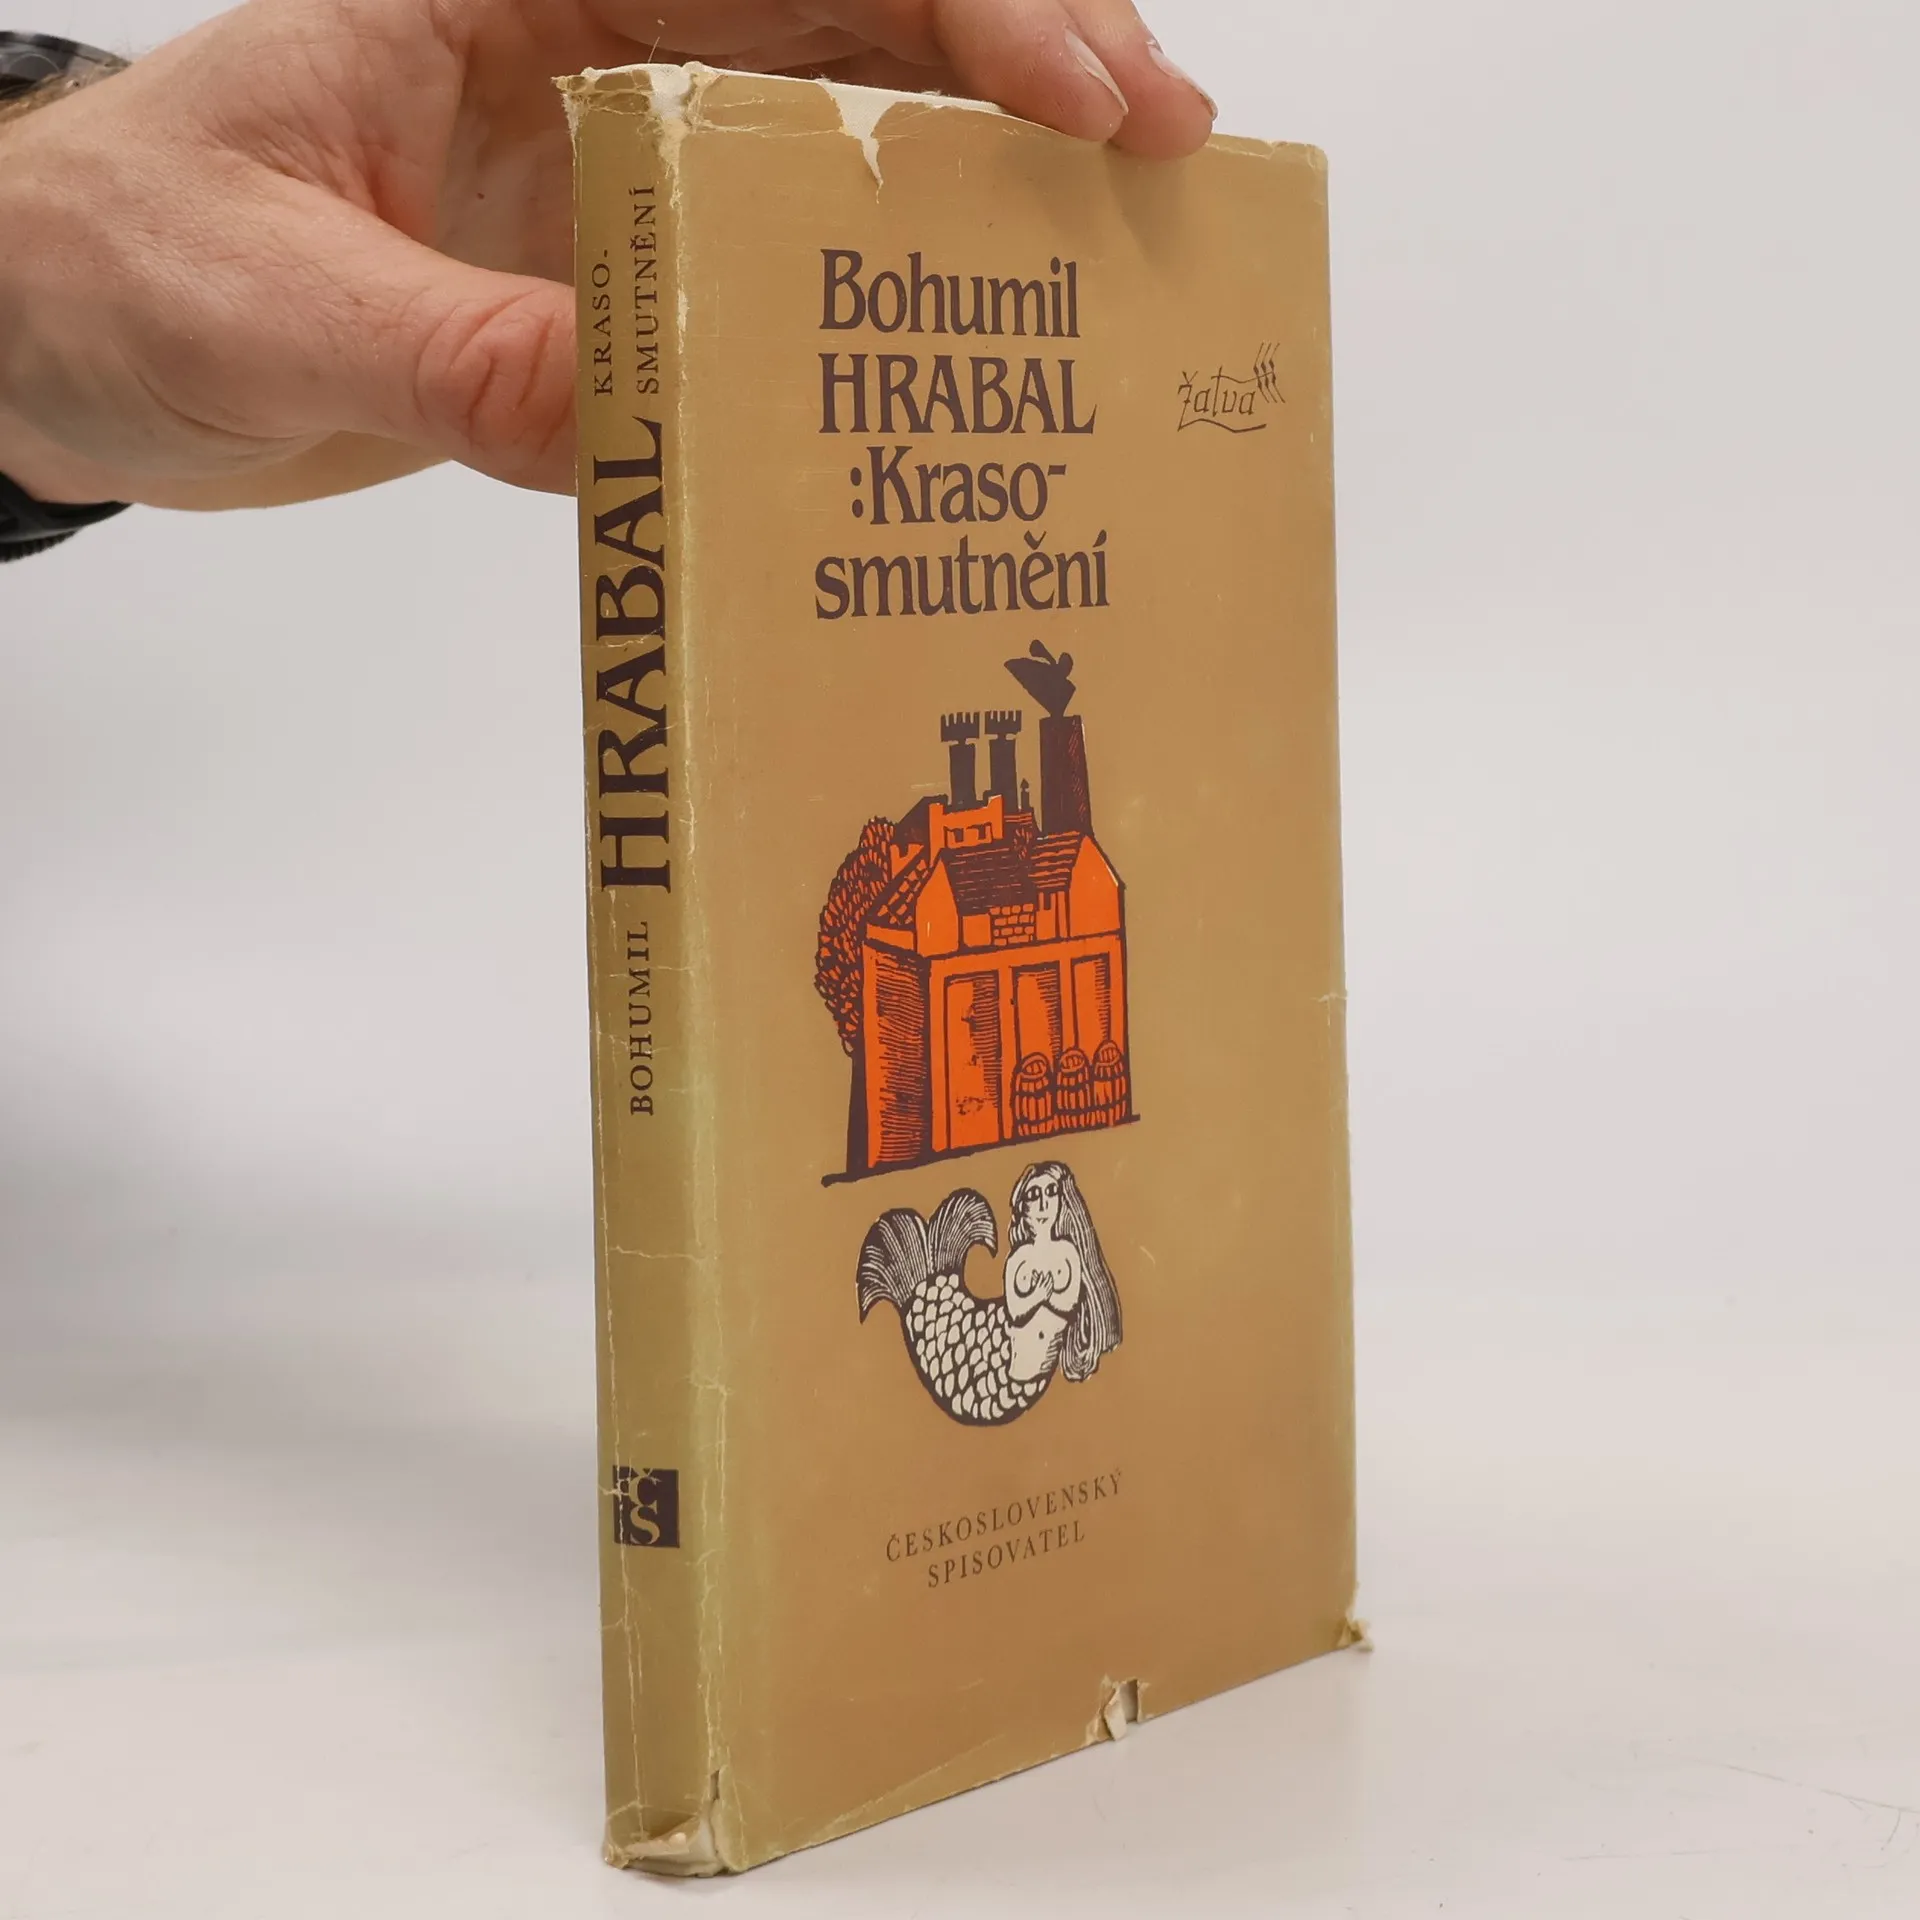 Bohumil
HRABAL
:Kraso-
smutnění
žatva
ČESKOSLOVENSKÝ
SPISOVATEL
BOHUMIL HRABAL KRASO-
SMUTNĚNÍ
ČS